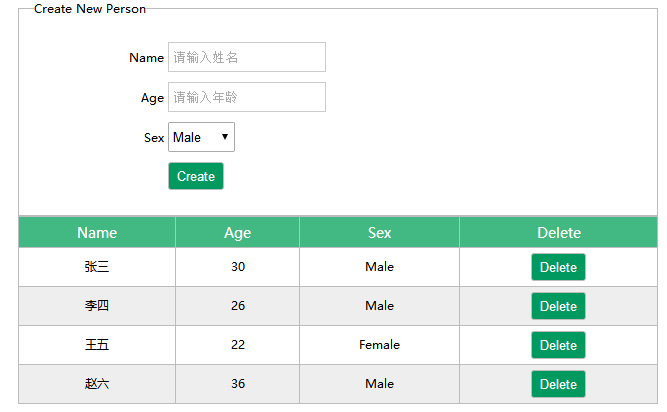 Create New Person
Name 请输入姓名
Age 请输入年龄
Sex Male
Create
Name Age Sex Delete
张三 30 Male Delete
李四 26 Male Delete
王五 22 Female Delete
赵六 36 Male Delete